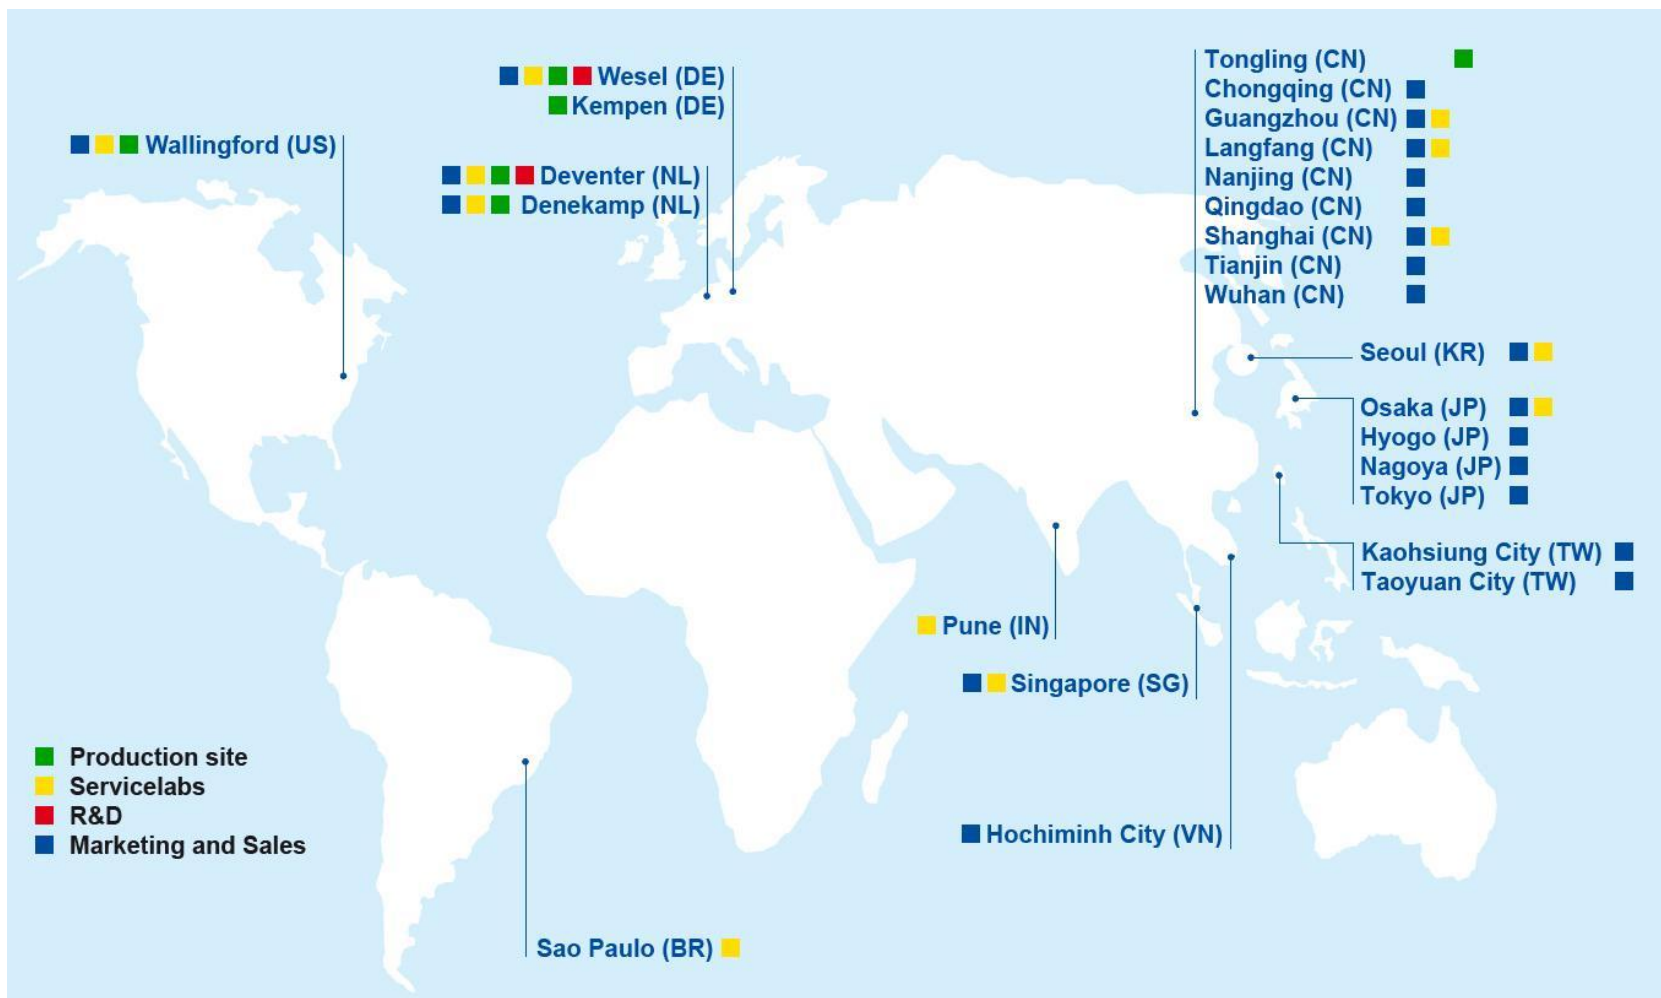 Wesel (DE)
Kempen (DE)
Wallingford (US)
Deventer (NL)
Denekamp (NL)
Tongling (CN)
Chongqing (CN)
Guangzhou (CN)
Langfang (CN)
Nanjing (CN)
Qingdao (CN)
Shanghai (CN)
Tianjin (CN)
Wuhan (CN)
Seoul (KR)
Osaka (JP)
Hyogo (JP)
Nagoya (JP)
Tokyo (JP)
Kaohsiung City (TW)
Taoyuan City (TW)
Pune (IN)
Singapore (SG)
Hochiminh City (VN)
Sao Paulo (BR)
Production site
Servicelabs
R&D
Marketing and Sales